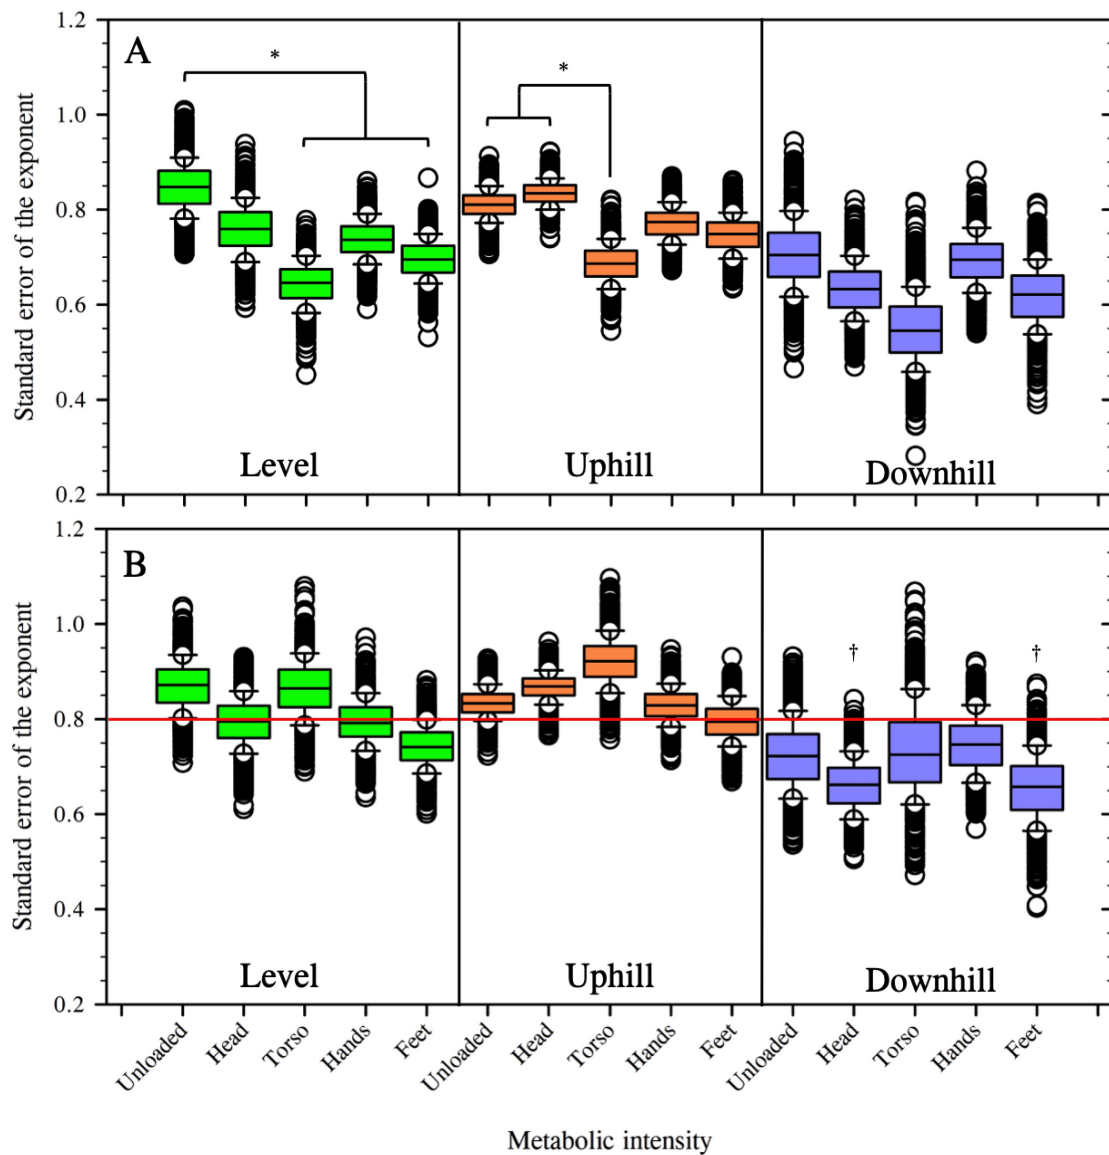 1.2
1.0
0.8
0.6
0.4
0.2
Standard error of the exponent
A
*
*
Level
Uphill
Downhill
1.2
1.0
0.8
0.6
0.4
0.2
Standard error of the exponent
B
†
†
Level
Uphill
Downhill
Unloaded
Head
Torso
Hands
Feet
Unloaded
Head
Torso
Hands
Feet
Unloaded
Head
Torso
Hands
Feet
Metabolic intensity